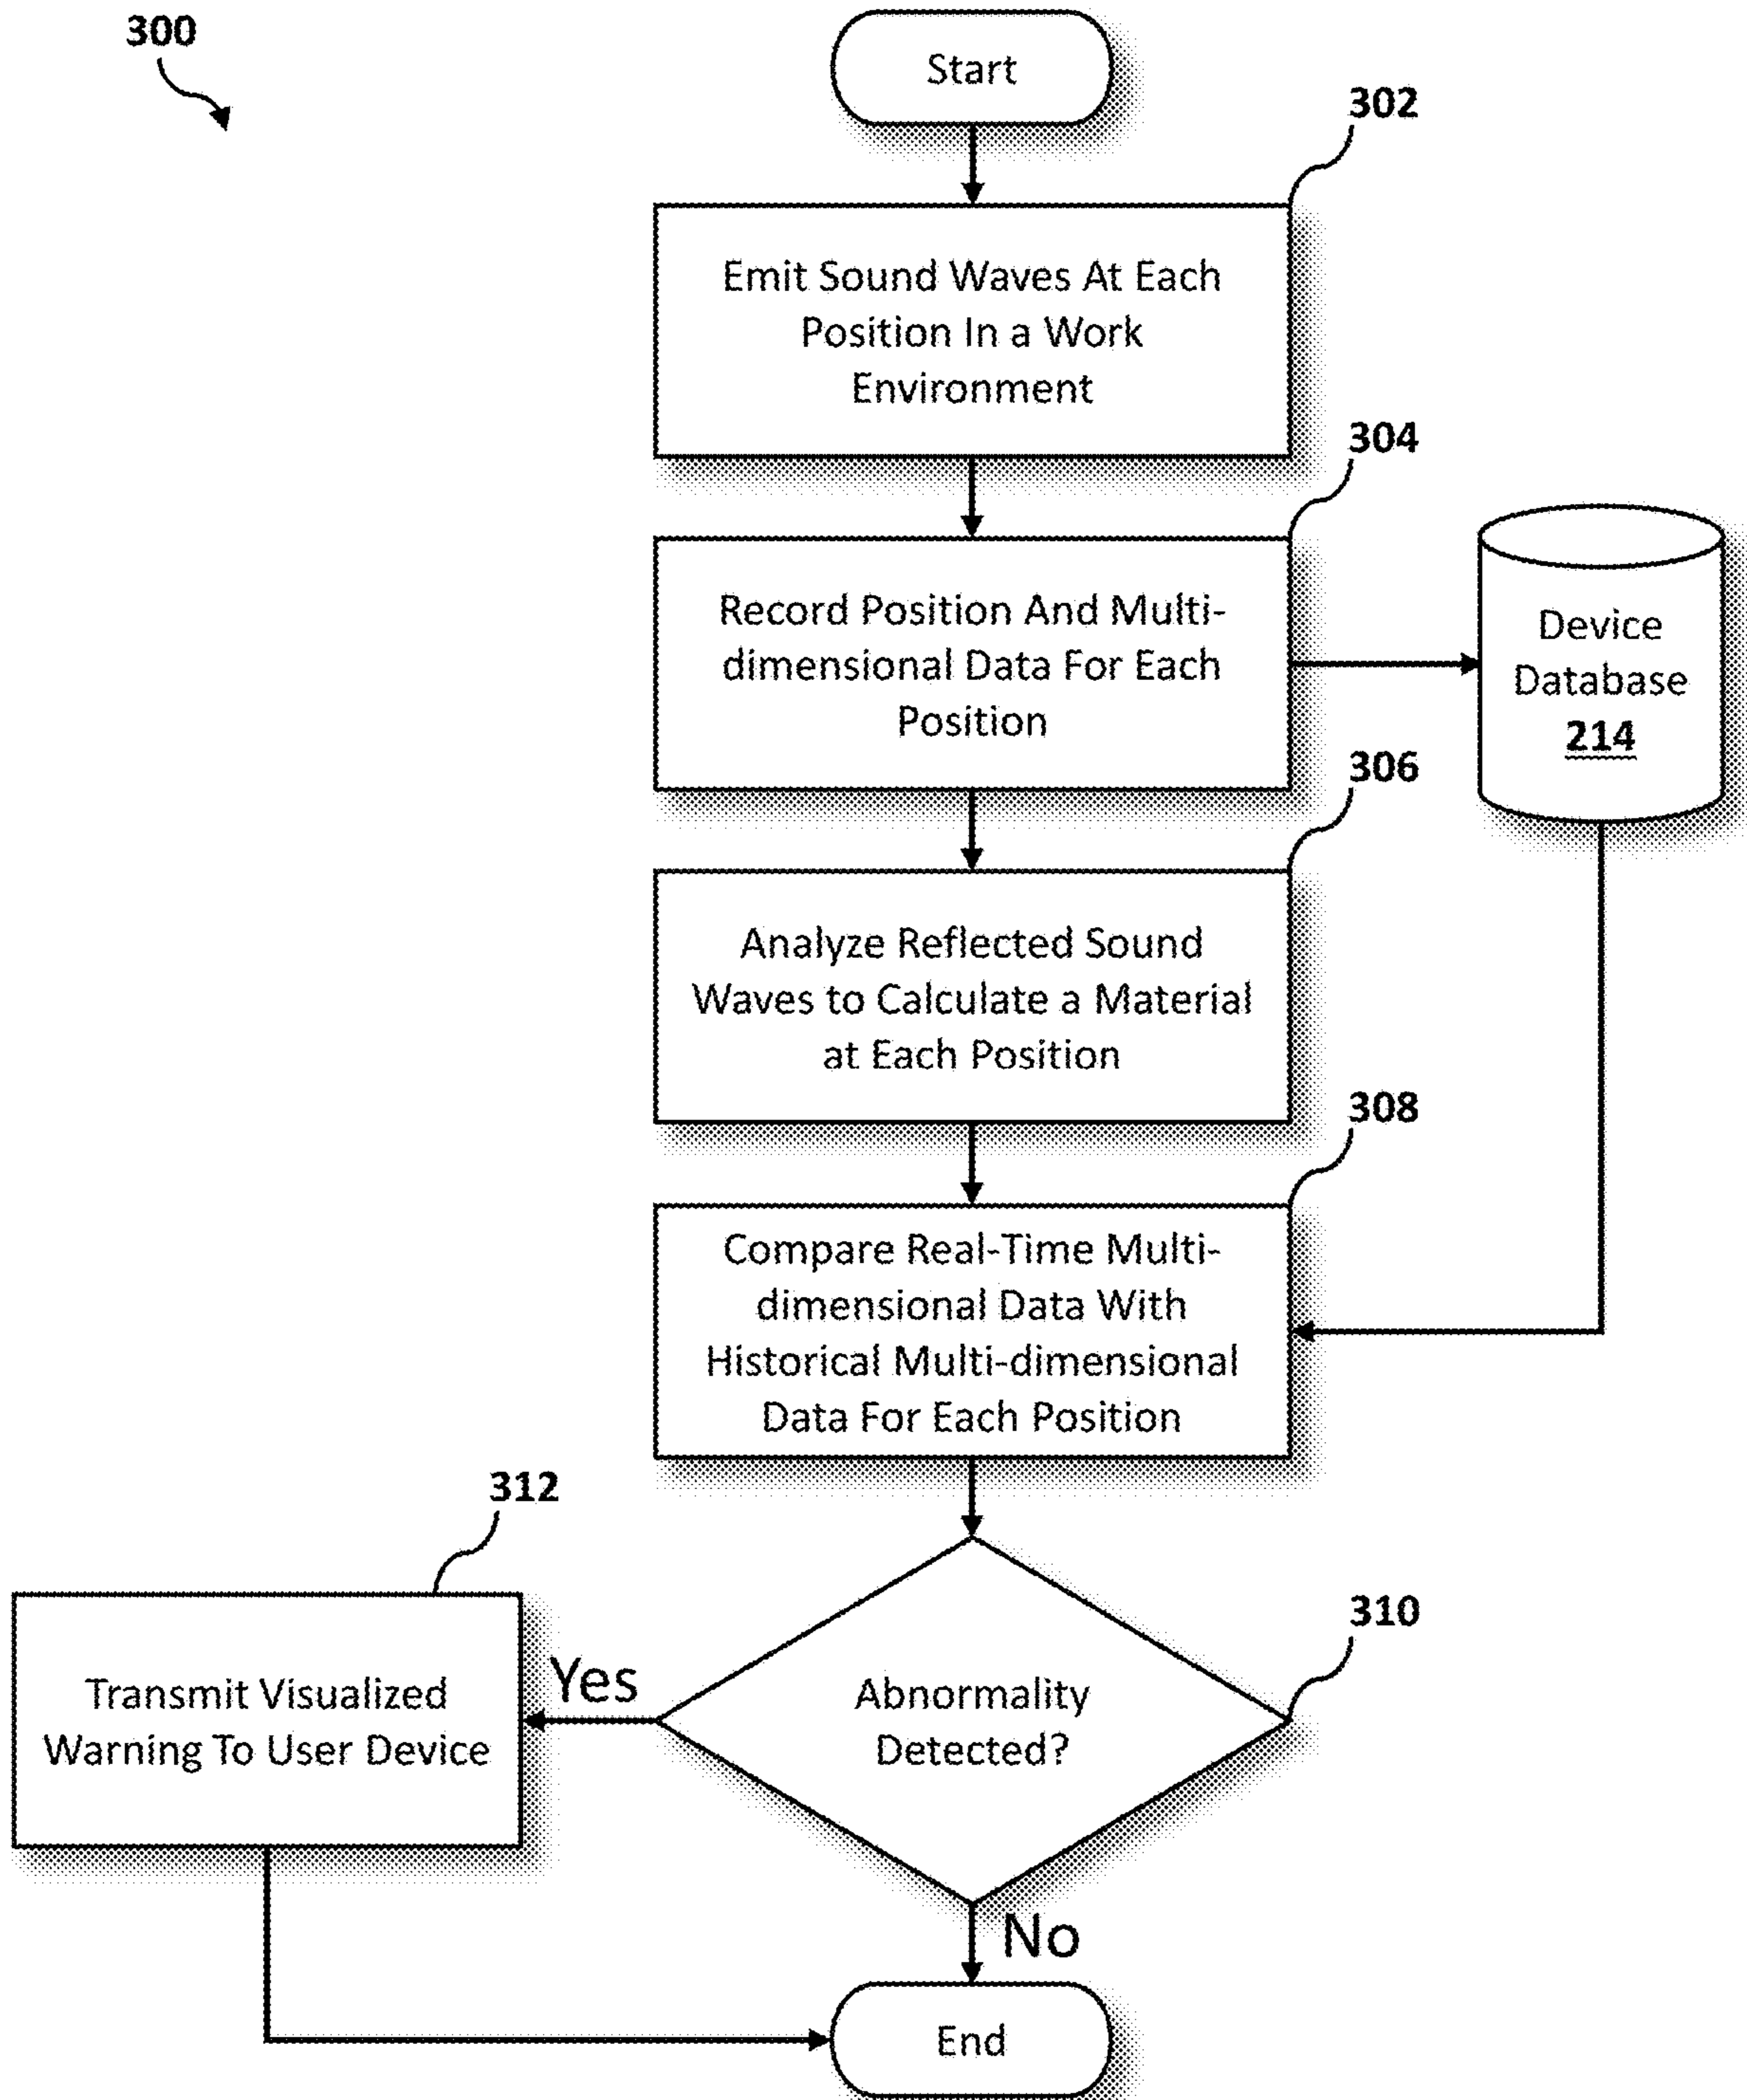 300
Start
302
Emit Sound Waves At Each
Position In a Work
Environment
304
Record Position And Multi-
dimensional Data For Each
Position
Device
Database
214
306
Analyze Reflected Sound
Waves to Calculate a Material
at Each Position
308
Compare Real-Time Multi-
dimensional Data With
Historical Multi-dimensional
Data For Each Position
312
Transmit Visualized
Warning To User Device
Yes
310
Abnormality
Detected?
No
End